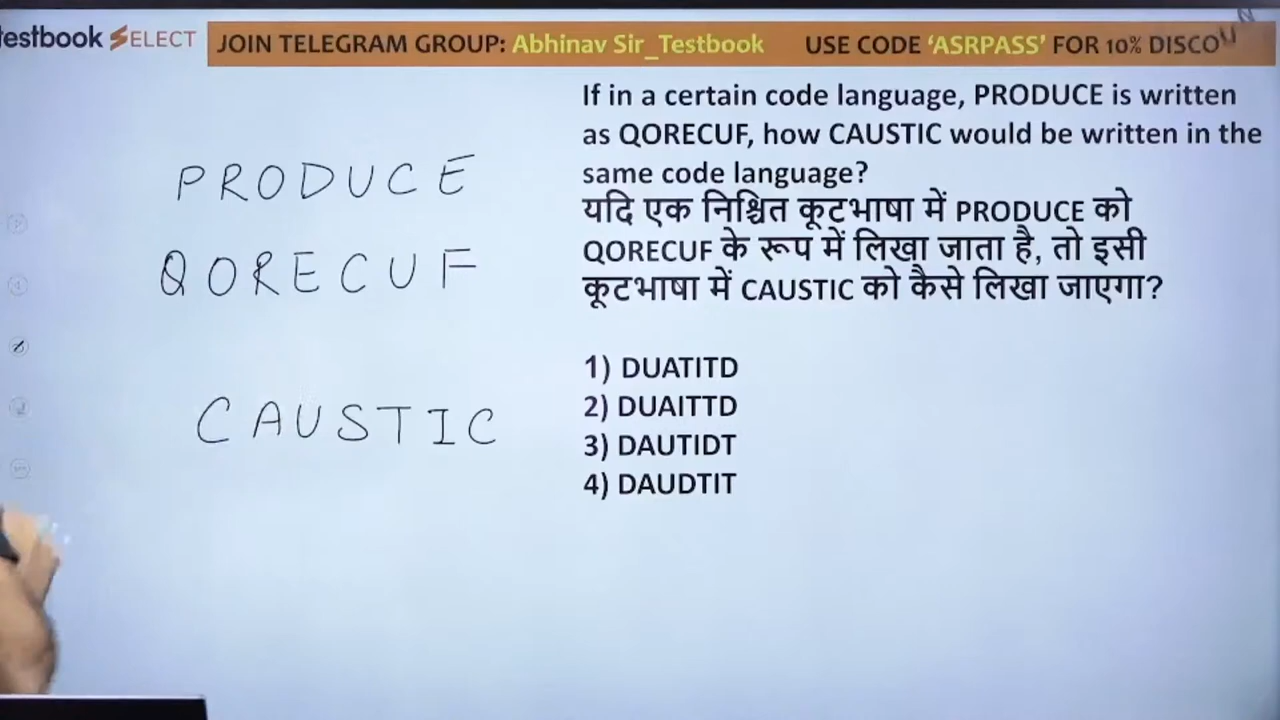 testbook SELECT JOIN TELEGRAM GROUP: Abhinav Sir_Testbook USE CODE ‘ASRPASS’ FOR 10% DISCOUN
If in a certain code language, PRODUCE is written
as QORECUF, how CAUSTIC would be written in the
same code language?
यदि एक निश्चित कूटभाषा में PRODUCE को
QORECUF के रूप में लिखा जाता है, तो इसी
कूटभाषा में CAUSTIC को कैसे लिखा जाएगा?
1) DUATITD
2) DUAITTD
3) DAUTIDT
4) DAUDTIT
PRODUCE
QORECUF
CAUSTIC